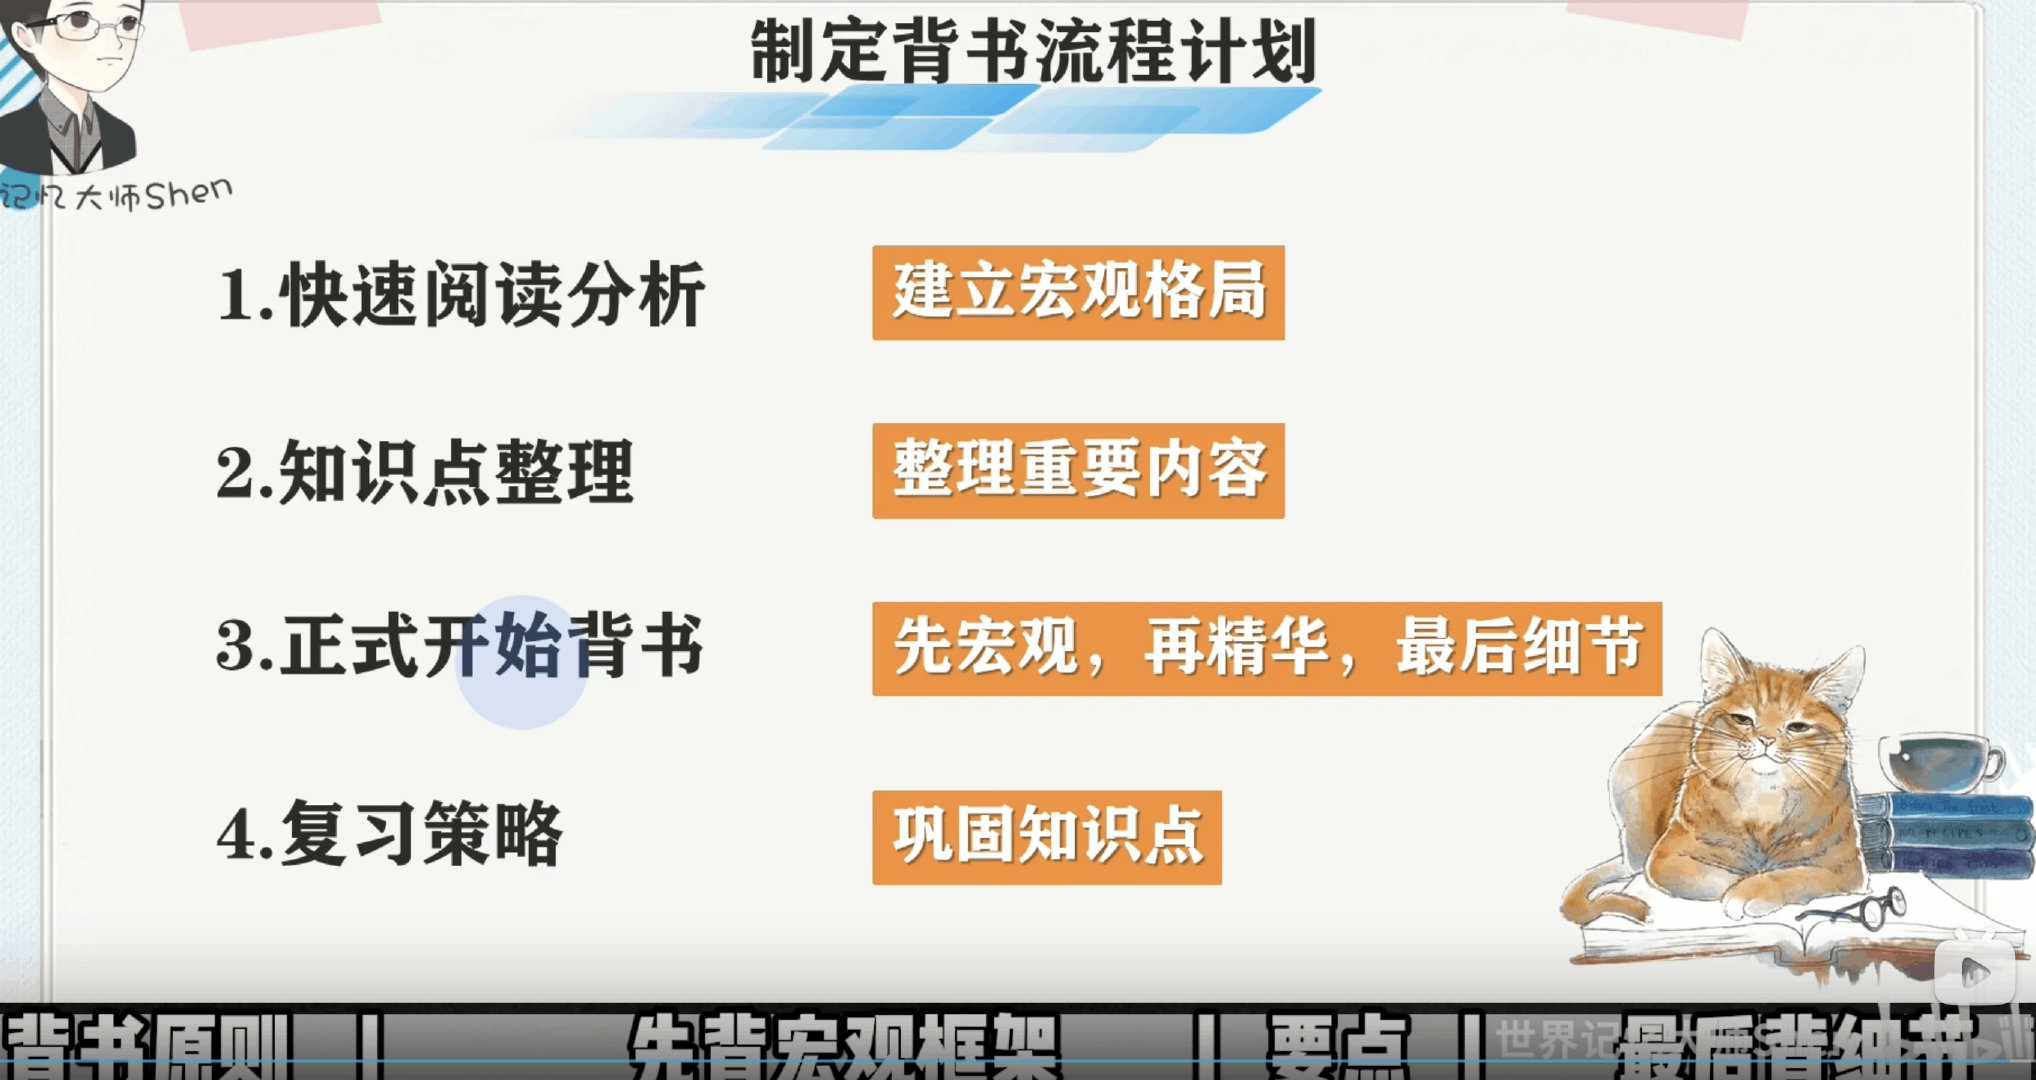 制定背书流程计划
记忆大师Shen
1.快速阅读分析 建立宏观格局
2.知识点整理 整理重要内容
3.正式开始背书 先宏观，再精华，最后细节
4.复习策略 巩固知识点
背书原则 | 先背宏观框架 | 要点 | 最后背细节